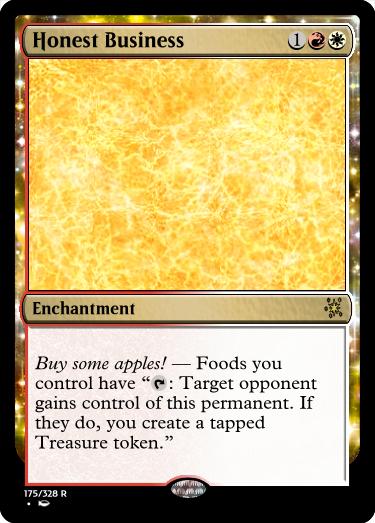 Honest Business 1
Enchantment
Buy some apples! — Foods you
control have “: Target opponent
gains control of this permanent. If
they do, you create a tapped
Treasure token.”
175/328 R